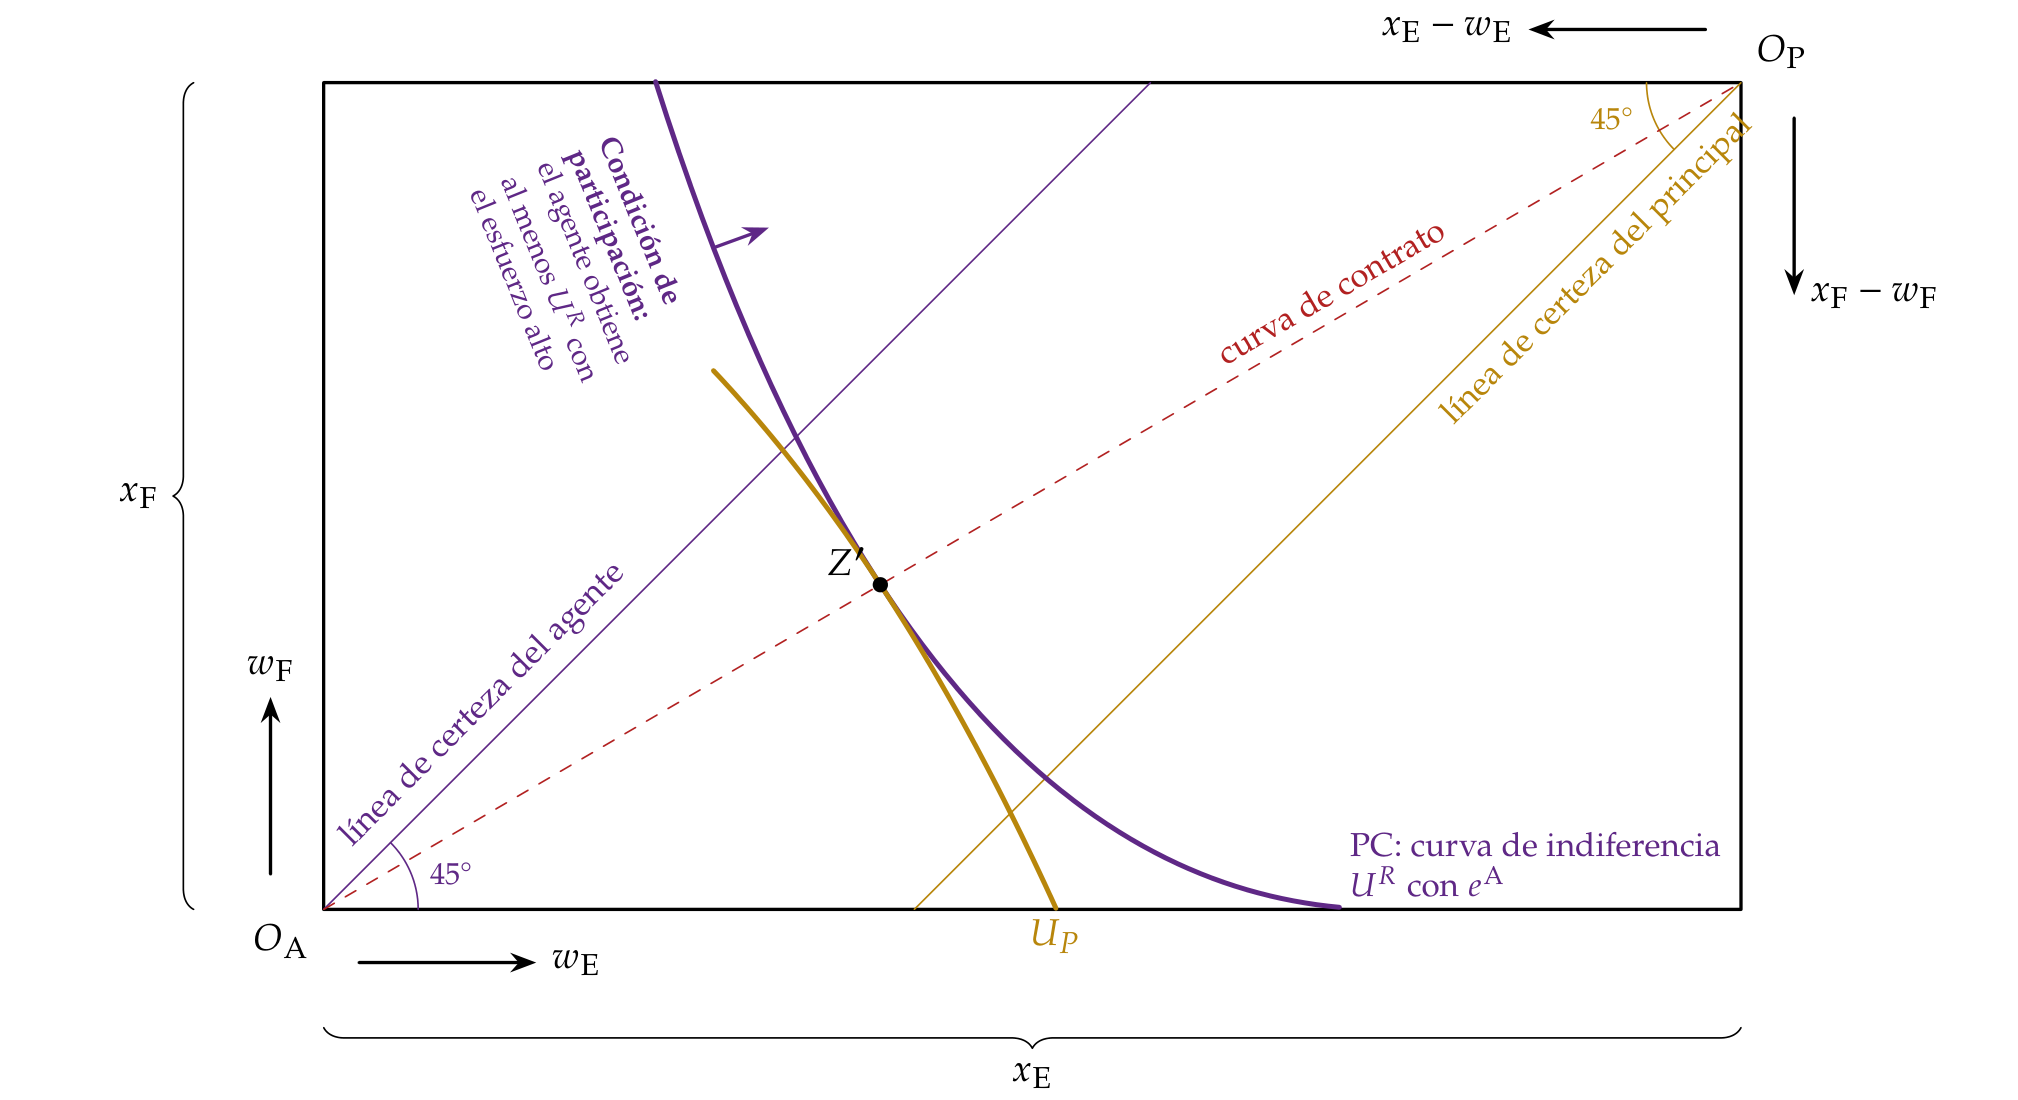 x_E − w_E
O_P
45°
línea de certeza del principal
x_F − w_F
Condición de
participación:
el agente obtiene
al menos U^R con
el esfuerzo alto
curva de contrato
x_F
Z′
línea de certeza del agente
w_F
45°
PC: curva de indiferencia
U^R con e^A
O_A
w_E
U_P
x_E